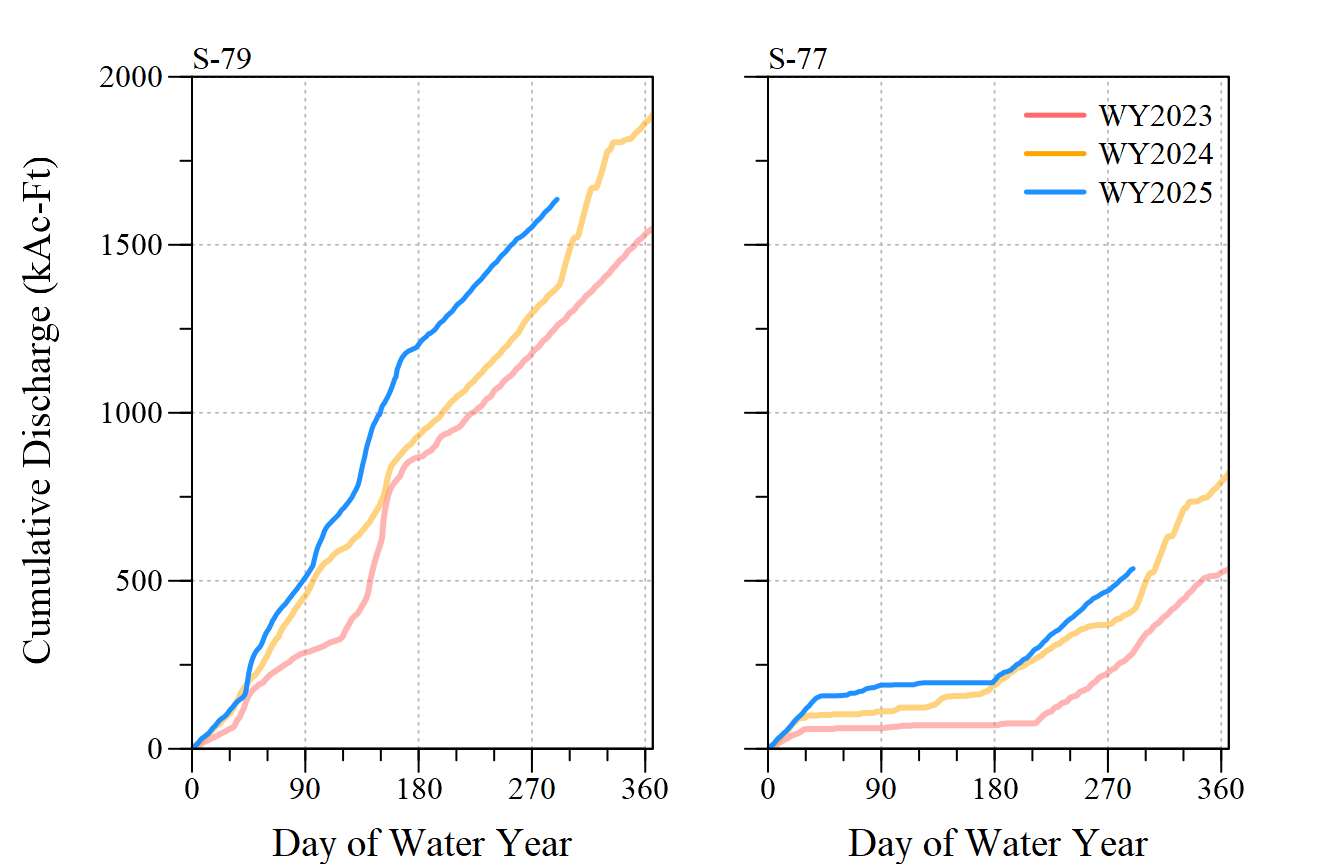 S-79
S-77
2000
1500
1000
500
0
0 90 180 270 360
0 90 180 270 360
WY2023
WY2024
WY2025
Cumulative Discharge (kAc-Ft)
Day of Water Year
Day of Water Year